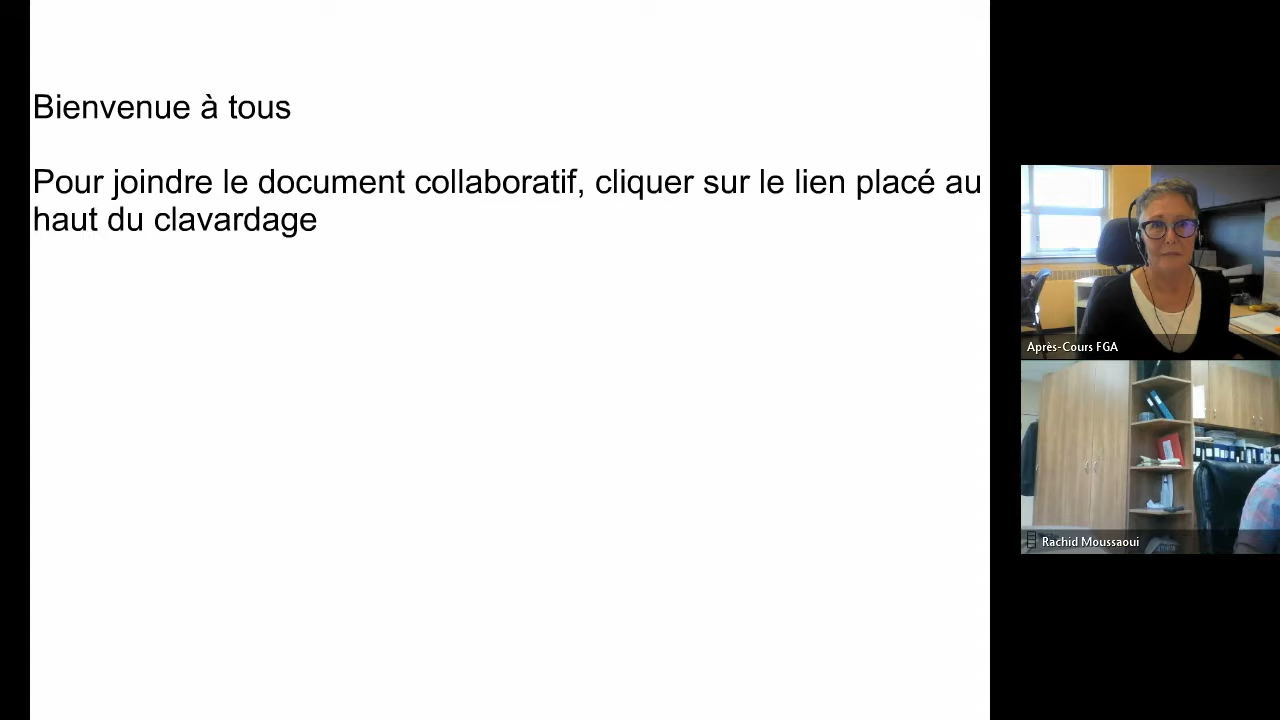 Bienvenue à tous
Pour joindre le document collaboratif, cliquer sur le lien placé au
haut du clavardage
Après-Cours FGA
Rachid Moussaoui